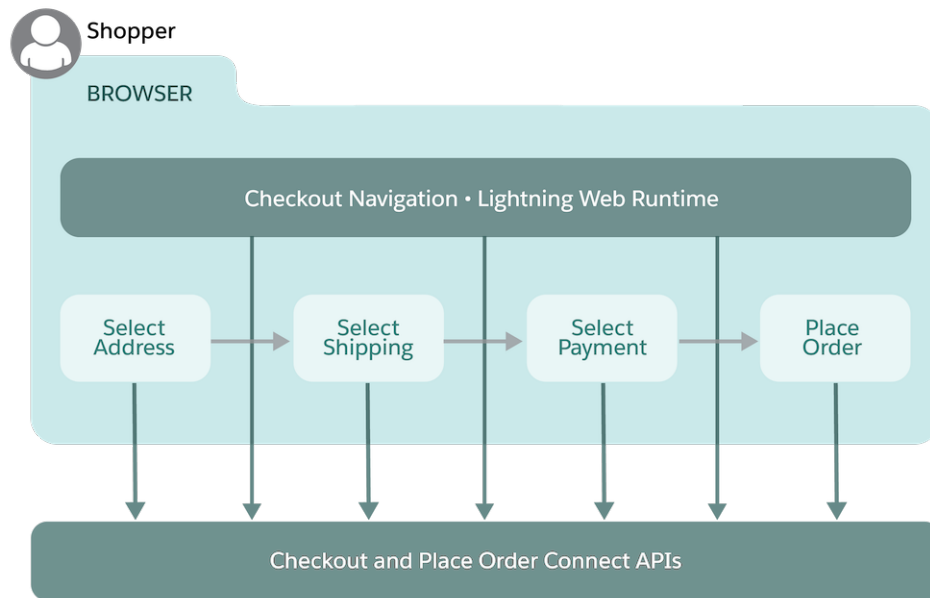 Shopper
BROWSER
Checkout Navigation • Lightning Web Runtime
Select
Address
Select
Shipping
Select
Payment
Place
Order
Checkout and Place Order Connect APIs